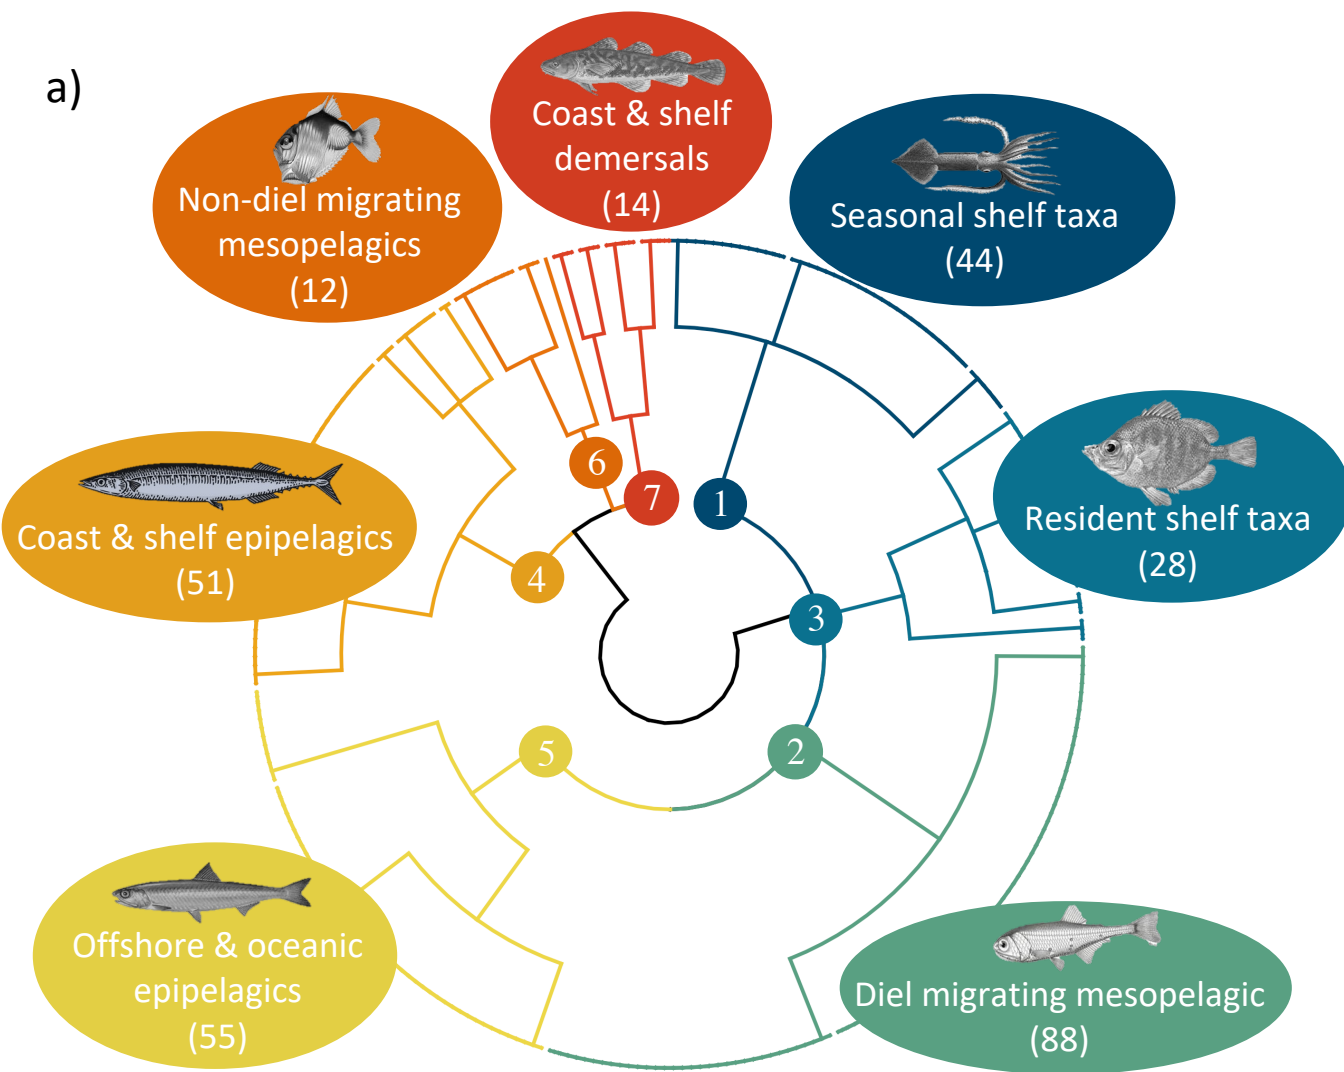 a)
Coast & shelf
demersals
(14)
Non-diel migrating
mesopelagics
(12)
Seasonal shelf taxa
(44)
Coast & shelf epipelagics
(51)
Resident shelf taxa
(28)
6
7
1
4
3
5
2
Offshore & oceanic
epipelagics
(55)
Diel migrating mesopelagic
(88)